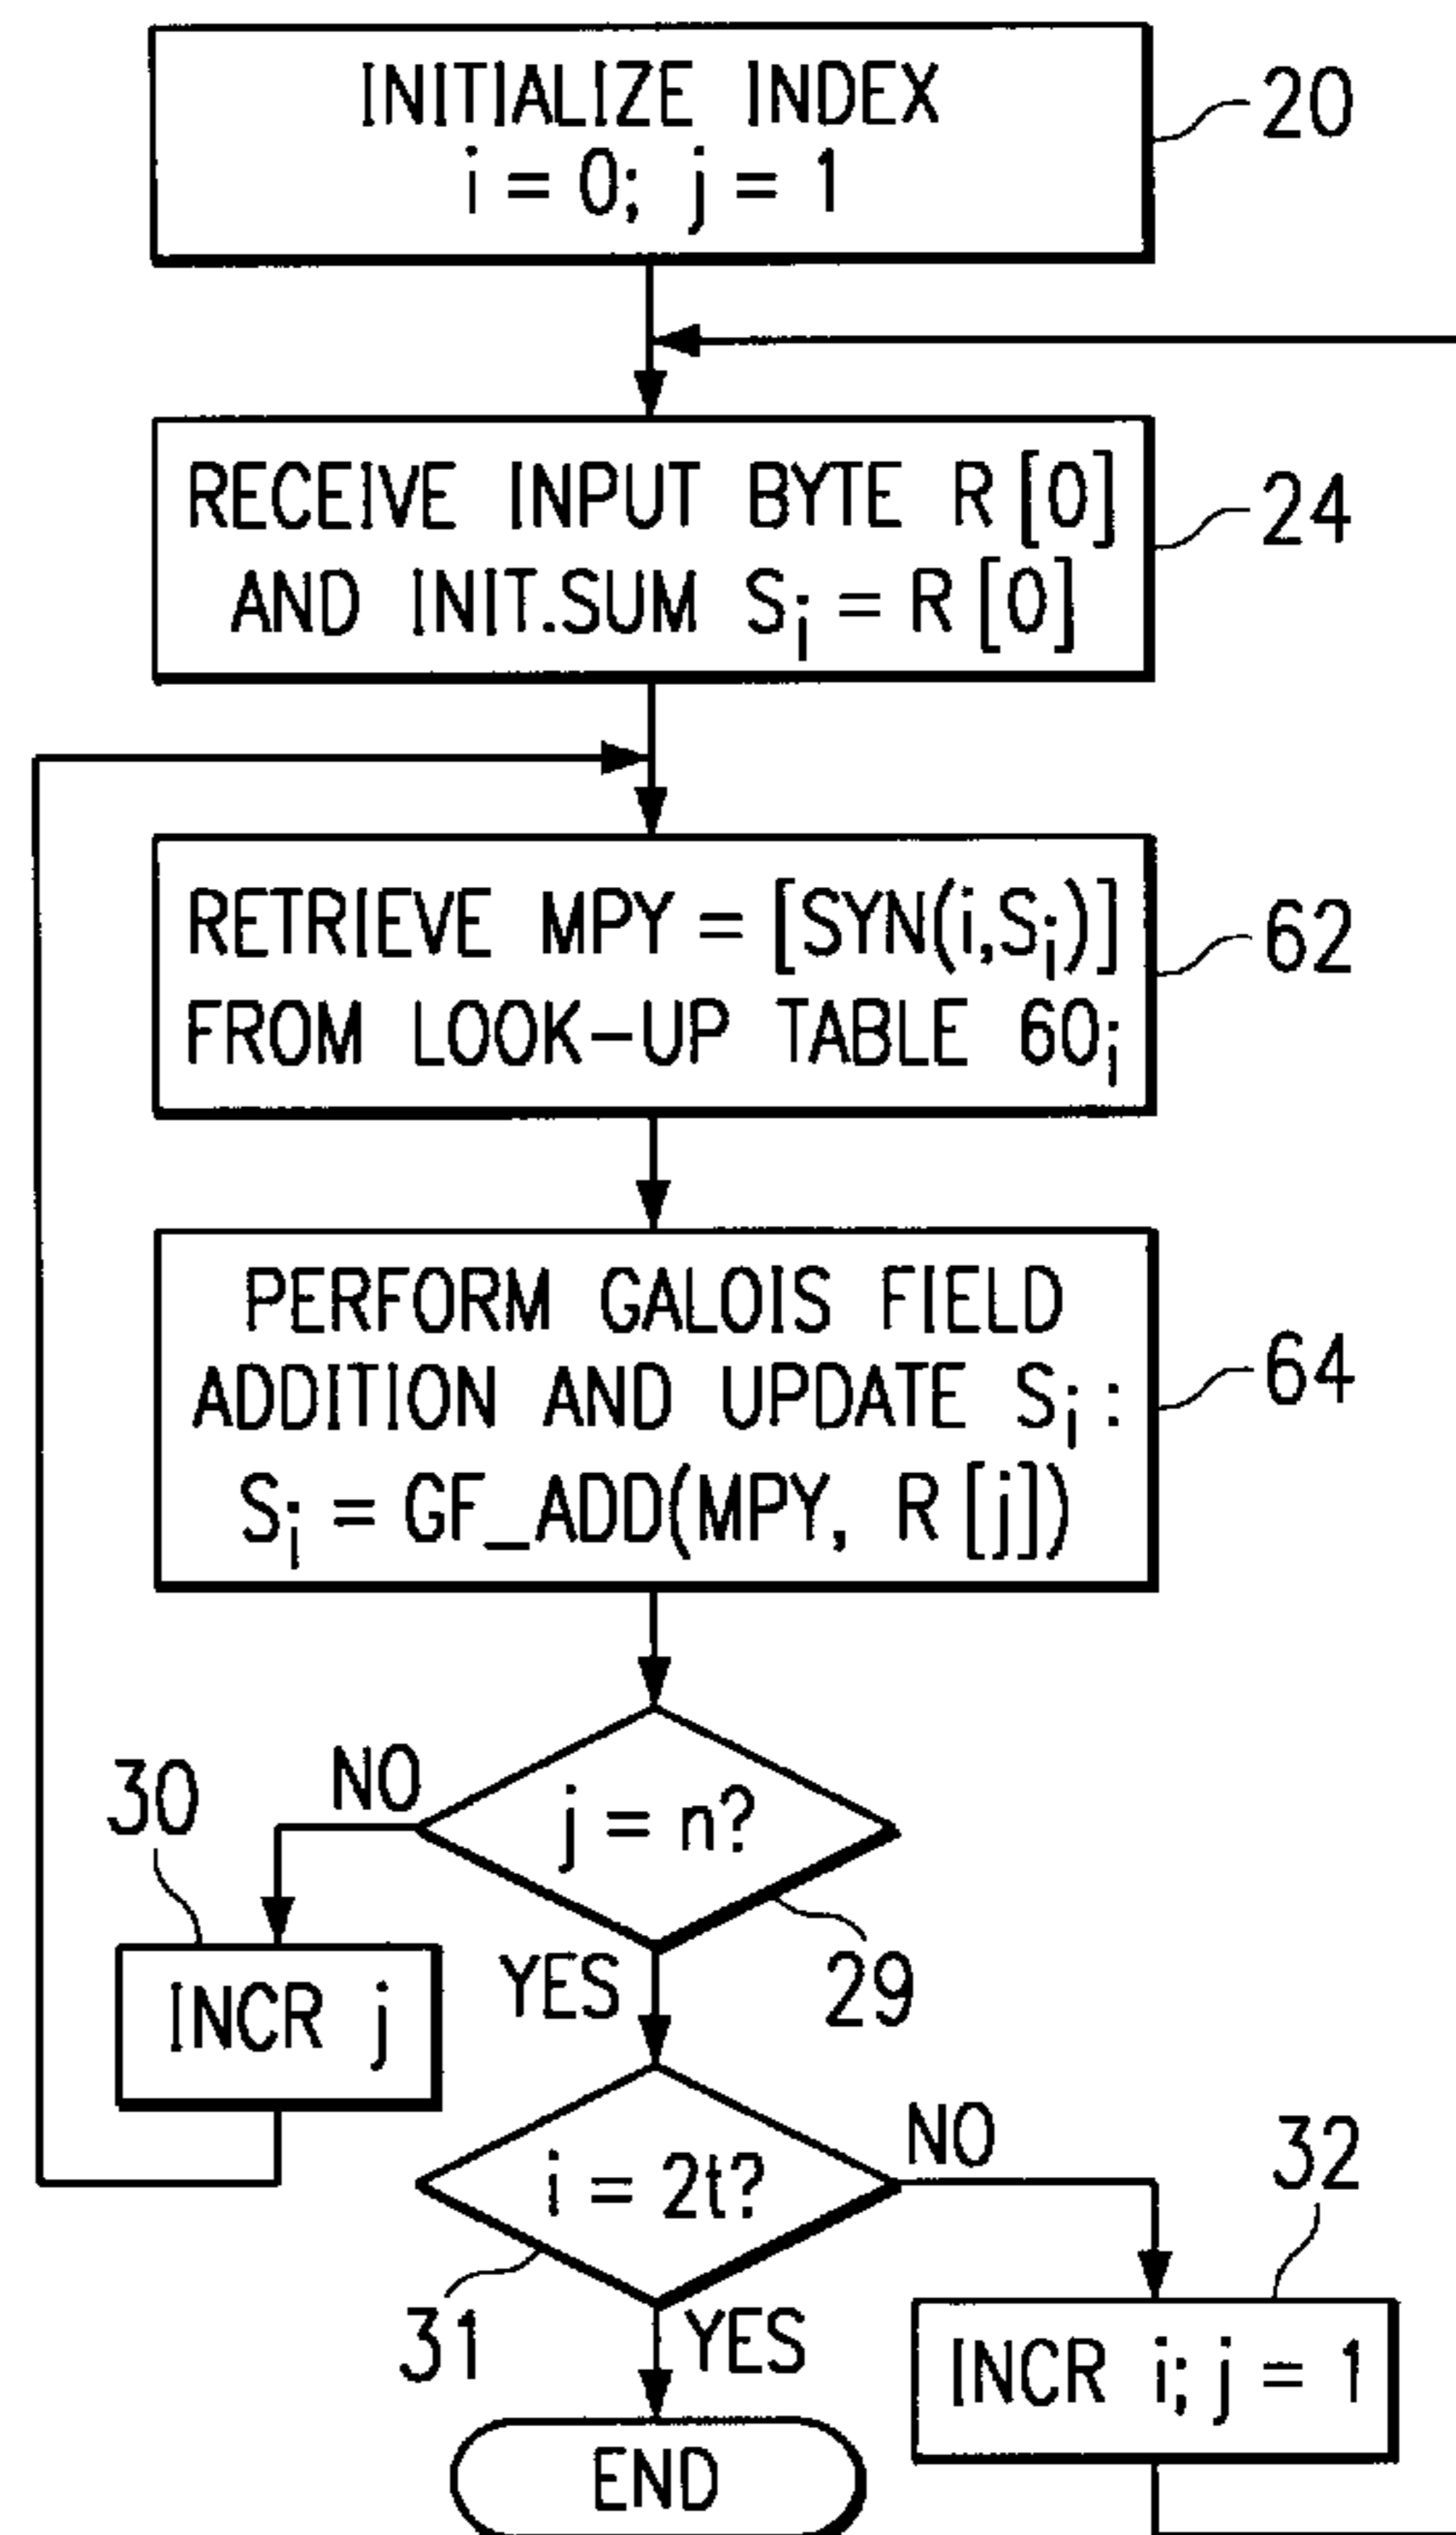 INITIALIZE INDEX
i = 0; j = 1
20
RECEIVE INPUT BYTE R[0]
AND INIT.SUM Si = R[0]
24
RETRIEVE MPY = [SYN(i,Si)]
FROM LOOK-UP TABLE 60i
62
PERFORM GALOIS FIELD
ADDITION AND UPDATE Si :
Si = GF_ADD(MPY, R[j])
64
30
NO
j = n?
INCR j
YES
29
NO
32
i = 2t?
31
YES
INCR i; j = 1
END